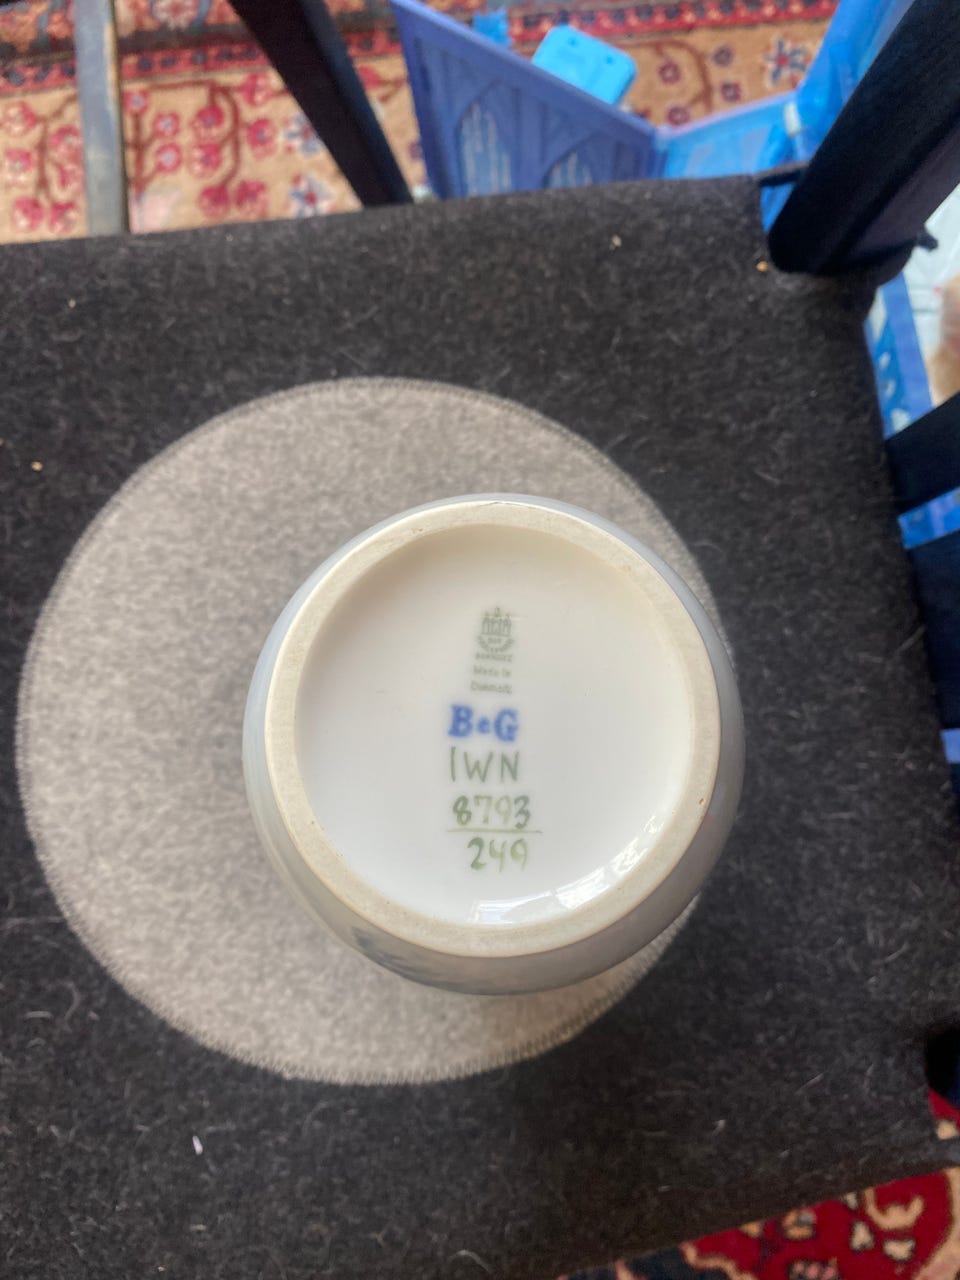 Made in
Denmark
B&G
IWN
8793
249